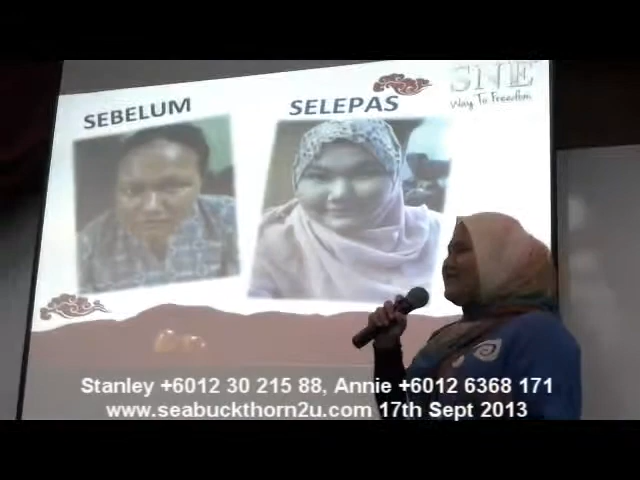 SNE
Way To Freedom
SEBELUM
SELEPAS
Stanley +6012 30 215 88, Annie +6012 6368 171
www.seabuckthorn2u.com 17th Sept 2013